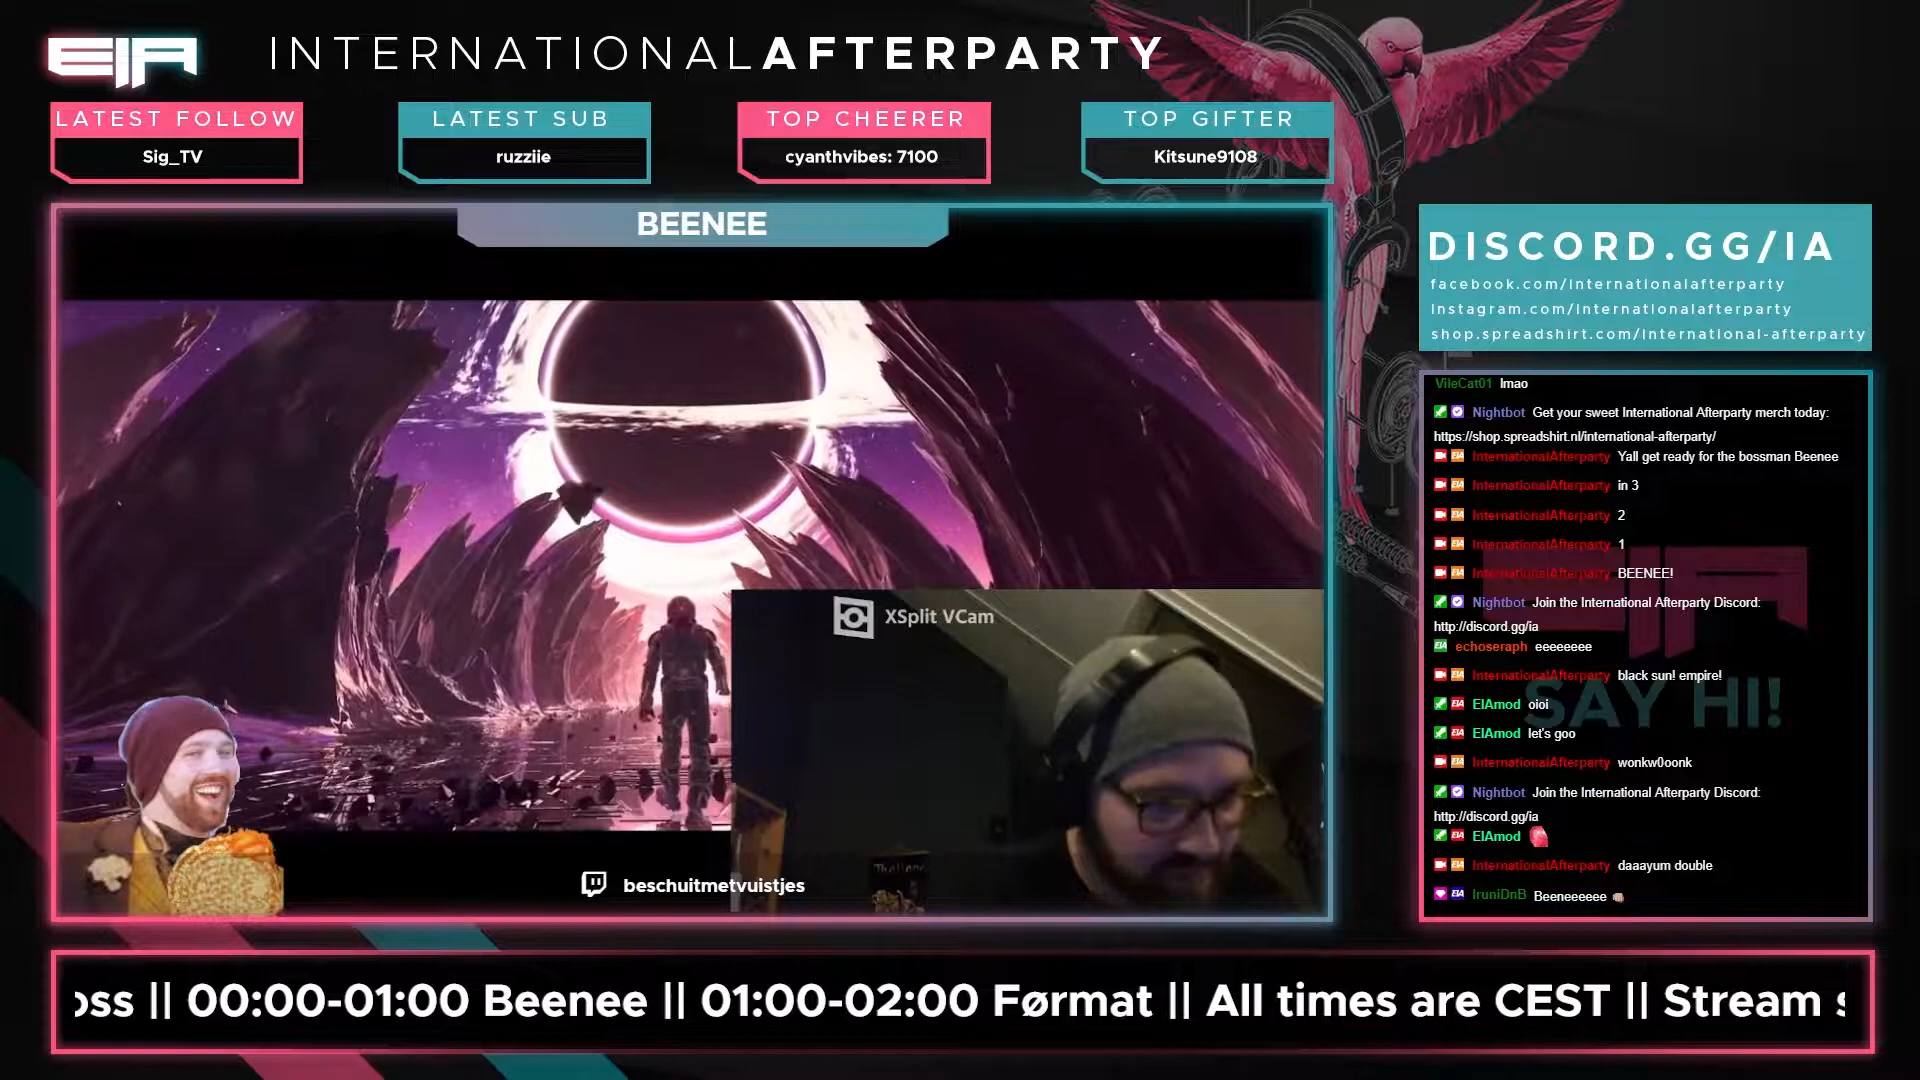 EIA
INTERNATIONALAFTERPARTY
LATEST FOLLOW
Sig_TV
LATEST SUB
ruzziie
TOP CHEERER
cyanthvibes: 7100
TOP GIFTER
Kitsune9108
BEENEE
XSplit VCam
beschuitmetvuistjes
DISCORD.GG/IA
facebook.com/internationalafterparty
instagram.com/internationalafterparty
shop.spreadshirt.com/international-afterparty
VileCat01 lmao
Nightbot Get your sweet International Afterparty merch today:
https://shop.spreadshirt.nl/international-afterparty/
InternationalAfterparty Yall get ready for the bossman Beenee
InternationalAfterparty in 3
InternationalAfterparty 2
InternationalAfterparty 1
InternationalAfterparty BEENEE!
Nightbot Join the International Afterparty Discord:
http://discord.gg/ia
EIA echoseraph eeeeeeee
InternationalAfterparty black sun! empire!
EIAmod oioi
EIAmod let's goo
InternationalAfterparty wonkw0onk
Nightbot Join the International Afterparty Discord:
http://discord.gg/ia
EIAmod
InternationalAfterparty daaayum double
IruniDnB Beeneeeeee
EIA
SAY HI!
oss || 00:00-01:00 Beenee || 01:00-02:00 Førmat || All times are CEST || Stream s